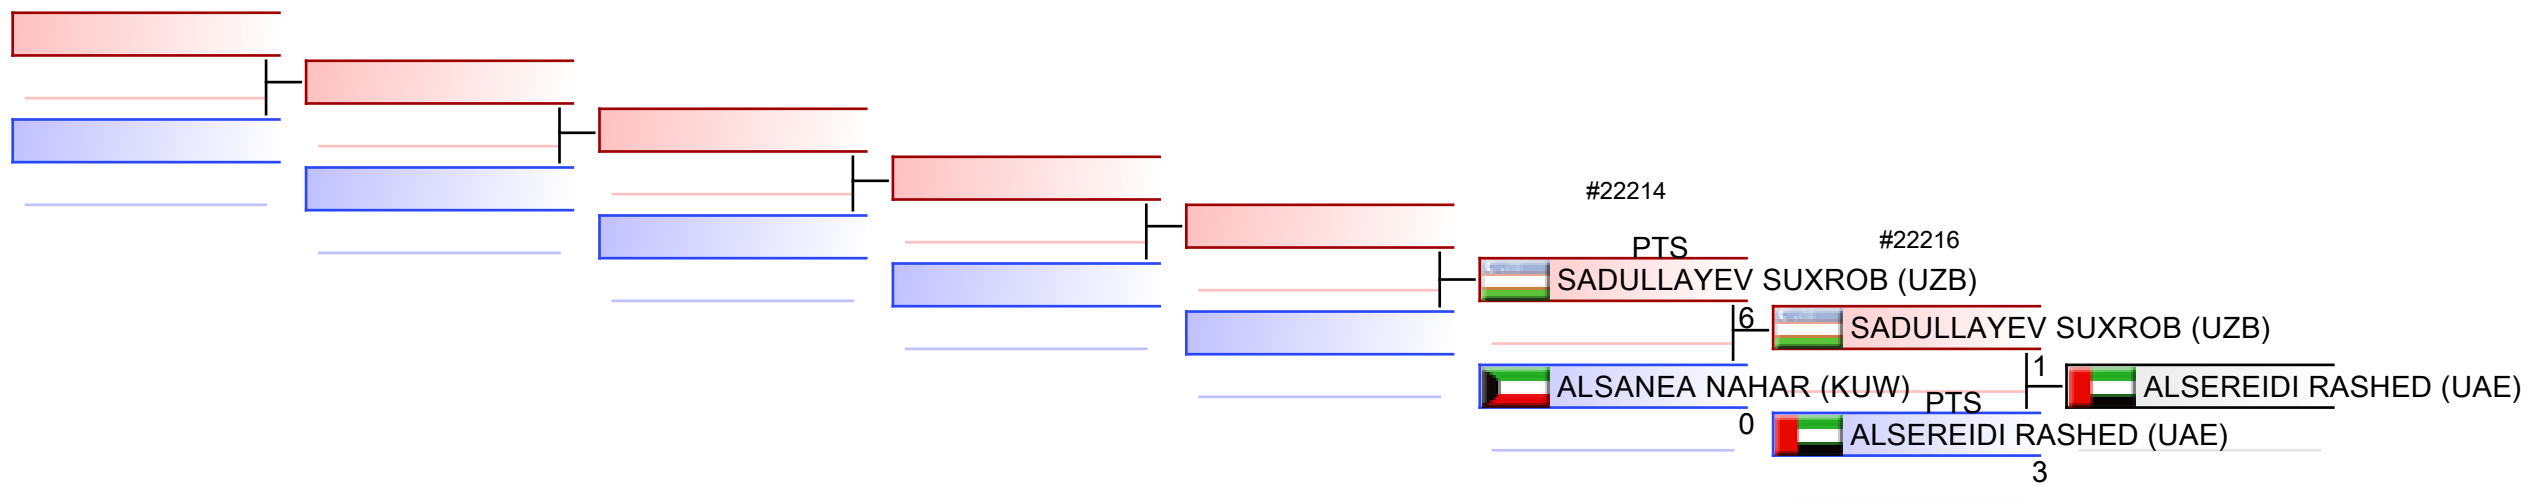 #22214
PTS
#22216
SADULLAYEV SUXROB (UZB)
6
SADULLAYEV SUXROB (UZB)
1
ALSANEA NAHAR (KUW)
ALSEREIDI RASHED (UAE)
PTS
0
ALSEREIDI RASHED (UAE)
3